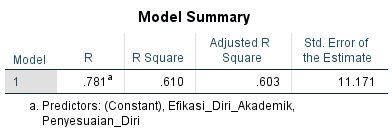 Model Summary
Model R R Square Adjusted R Square Std. Error of the Estimate
1 .781a .610 .603 11.171
a. Predictors: (Constant), Efikasi_Diri_Akademik,
Penyesuaian_Diri